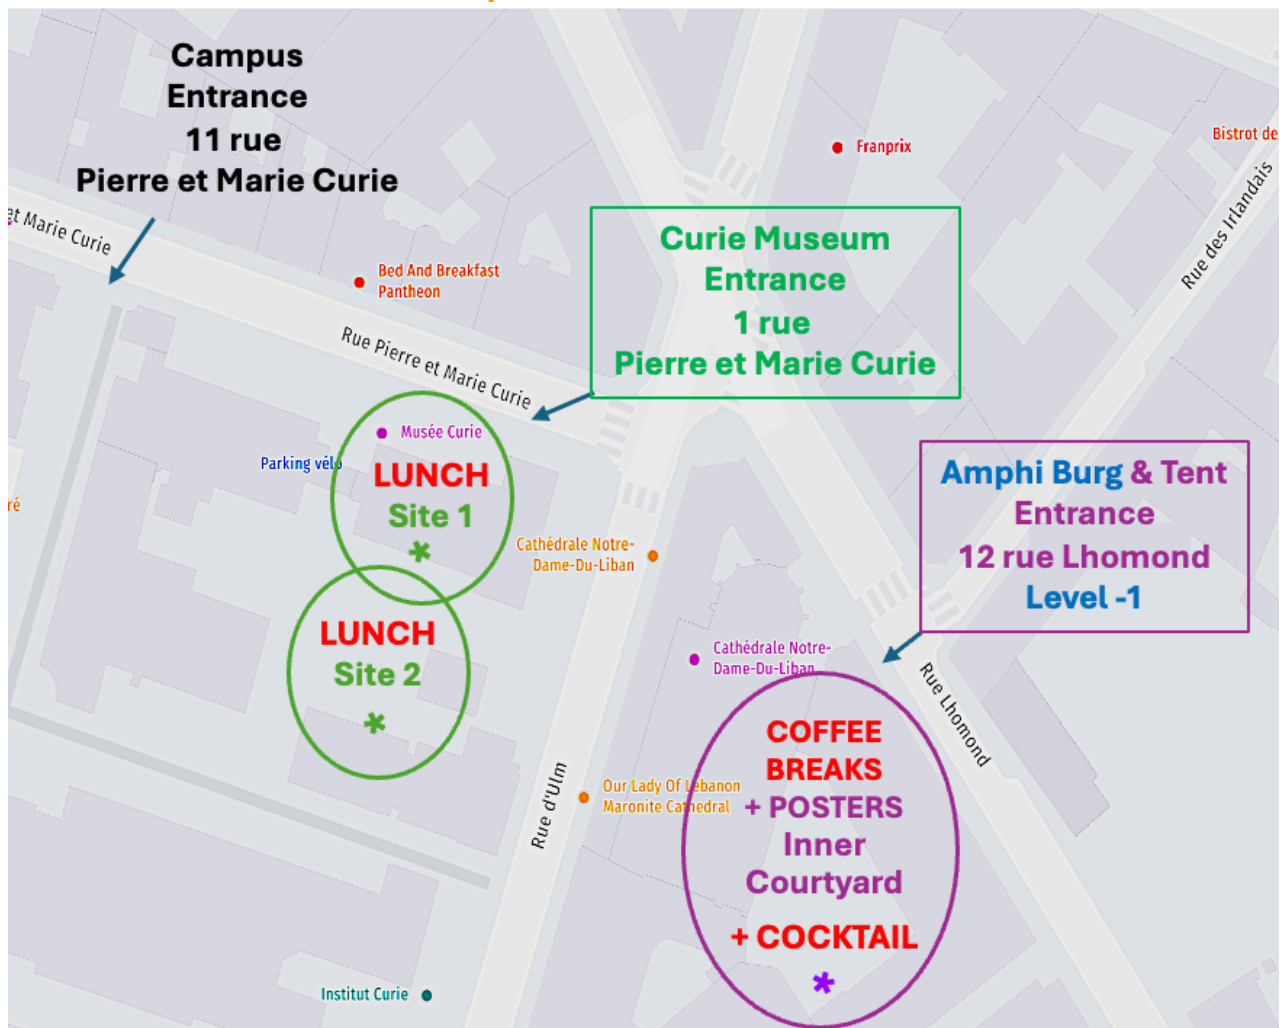 Campus
Entrance
11 rue
Pierre et Marie Curie
et Marie Curie
Bed And Breakfast
Pantheon
Rue Pierre et Marie Curie
Franprix
Bistrot de
Rue des Irlandais
Curie Museum
Entrance
1 rue
Pierre et Marie Curie
Musée Curie
Parking vélo
LUNCH
Site 1
*
ré
Cathédrale Notre-
Dame-Du-Liban
Amphi Burg & Tent
Entrance
12 rue Lhomond
Level -1
LUNCH
Site 2
*
Cathédrale Notre-
Dame-Du-Liban
Rue Lhomond
Rue d'Ulm
Our Lady Of Lebanon
Maronite Cathedral
COFFEE
BREAKS
+ POSTERS
Inner
Courtyard
+ COCKTAIL
*
Institut Curie